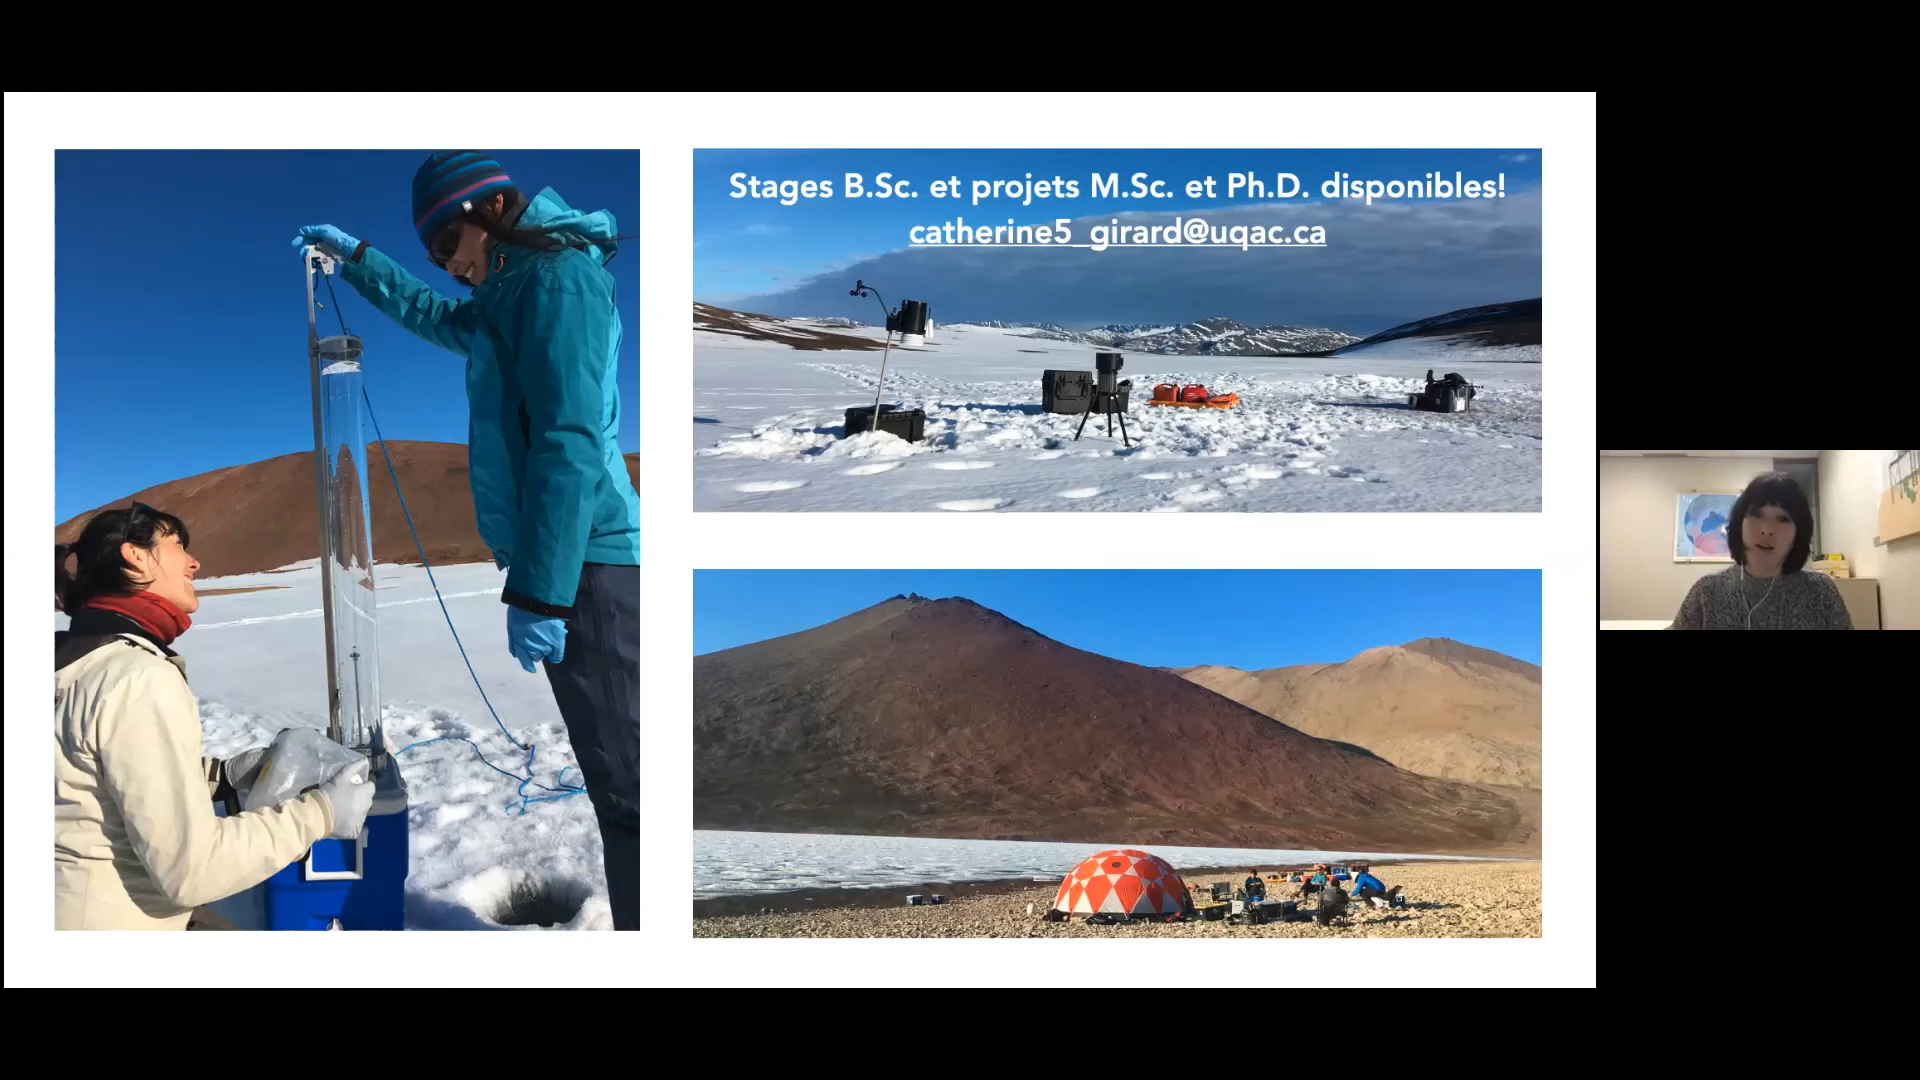 Stages B.Sc. et projets M.Sc. et Ph.D. disponibles!
catherine5_girard@uqac.ca